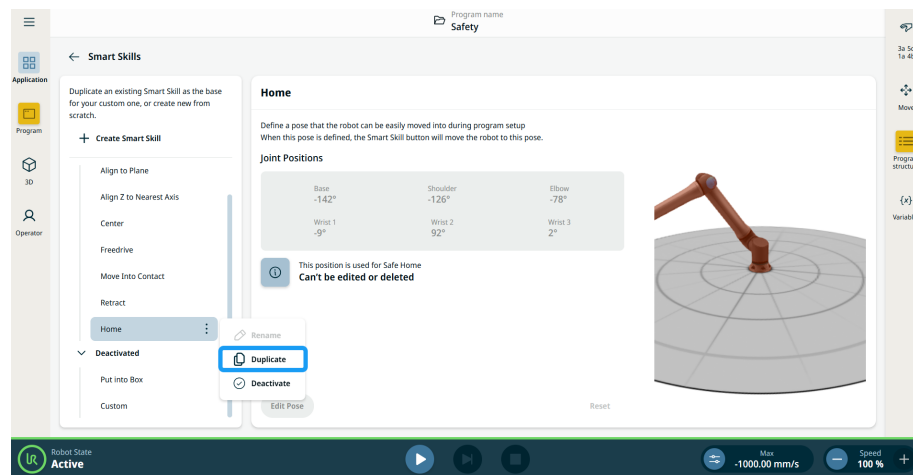 Program name
Safety
Application
Program
3D
Operator
Smart Skills
Duplicate an existing Smart Skill as the base
for your custom one, or create new from
scratch.
Create Smart Skill
Align to Plane
Align Z to Nearest Axis
Center
Freedrive
Move Into Contact
Retract
Home
Deactivated
Put into Box
Custom
Rename
Duplicate
Deactivate
Home
Define a pose that the robot can be easily moved into during program setup
When this pose is defined, the Smart Skill button will move the robot to this pose.
Joint Positions
Base
-142°
Shoulder
-126°
Elbow
-78°
Wrist 1
-9°
Wrist 2
92°
Wrist 3
2°
This position is used for Safe Home
Can't be edited or deleted
Edit Pose
Reset
Move
{x}
Robot State
Active
Max
-1000.00 mm/s
Speed
100 %